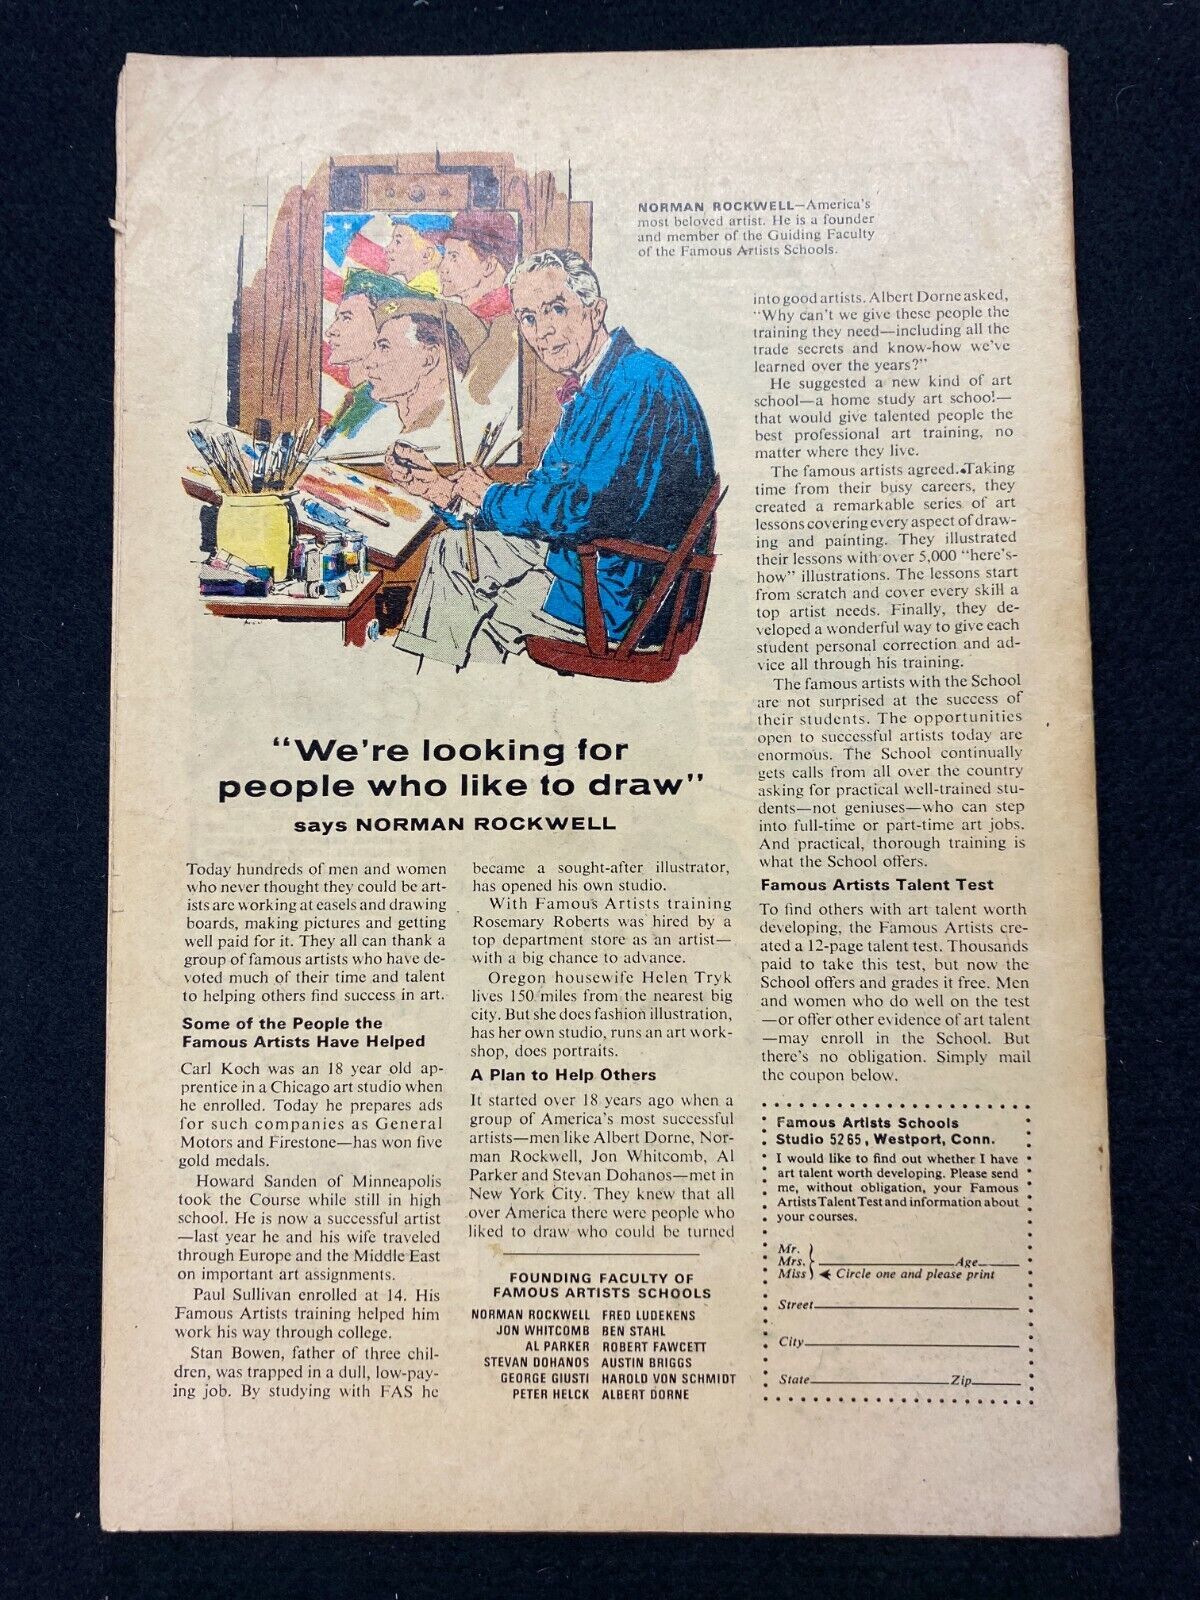 NORMAN ROCKWELL—America's
most beloved artist. He is a founder
and member of the Guiding Faculty
of the Famous Artists Schools.
"We're looking for
people who like to draw"
says NORMAN ROCKWELL
Today hundreds of men and women
who never thought they could be art-
ists are working at easels and drawing
boards, making pictures and getting
well paid for it. They all can thank a
group of famous artists who have de-
voted much of their time and talent
to helping others find success in art.
Some of the People the
Famous Artists Have Helped
Carl Koch was an 18 year old ap-
prentice in a Chicago art studio when
he enrolled. Today he prepares ads
for such companies as General
Motors and Firestone—has won five
gold medals.
Howard Sanden of Minneapolis
took the Course while still in high
school. He is now a successful artist
—last year he and his wife traveled
through Europe and the Middle East
on important art assignments.
Paul Sullivan enrolled at 14. His
Famous Artists training helped him
work his way through college.
Stan Bowen, father of three chil-
dren, was trapped in a dull, low-pay-
ing job. By studying with FAS he
became a sought-after illustrator,
has opened his own studio.
With Famous Artists training
Rosemary Roberts was hired by a
top department store as an artist—
with a big chance to advance.
Oregon housewife Helen Tryk
lives 150 miles from the nearest big
city. But she does fashion illustration,
has her own studio, runs an art work-
shop, does portraits.
A Plan to Help Others
It started over 18 years ago when a
group of America's most successful
artists—men like Albert Dorne, Nor-
man Rockwell, Jon Whitcomb, Al
Parker and Stevan Dohanos—met in
New York City. They knew that all
over America there were people who
liked to draw who could be turned
FOUNDING FACULTY OF
FAMOUS ARTISTS SCHOOLS
NORMAN ROCKWELL FRED LUDEKENS
JON WHITCOMB BEN STAHL
AL PARKER ROBERT FAWCETT
STEVAN DOHANOS AUSTIN BRIGGS
GEORGE GIUSTI HAROLD VON SCHMIDT
PETER HELCK ALBERT DORNE
into good artists. Albert Dorne asked,
"Why can't we give these people the
training they need—including all the
trade secrets and know-how we've
learned over the years?"
He suggested a new kind of art
school—a home study art school—
that would give talented people the
best professional art training, no
matter where they live.
The famous artists agreed. Taking
time from their busy careers, they
created a remarkable series of art
lessons covering every aspect of draw-
ing and painting. They illustrated
their lessons with over 5,000 "here's-
how" illustrations. The lessons start
from scratch and cover every skill a
top artist needs. Finally, they de-
veloped a wonderful way to give each
student personal correction and ad-
vice all through his training.
The famous artists with the School
are not surprised at the success of
their students. The opportunities
open to successful artists today are
enormous. The School continually
gets calls from all over the country
asking for practical well-trained stu-
dents—not geniuses—who can step
into full-time or part-time art jobs.
And practical, thorough training is
what the School offers.
Famous Artists Talent Test
To find others with art talent worth
developing, the Famous Artists cre-
ated a 12-page talent test. Thousands
paid to take this test, but now the
School offers and grades it free. Men
and women who do well on the test
—or offer other evidence of art talent
—may enroll in the School. But
there's no obligation. Simply mail
the coupon below.
Famous Artists Schools
Studio 5265, Westport, Conn.
I would like to find out whether I have
art talent worth developing. Please send
me, without obligation, your Famous
Artists Talent Test and information about
your courses.
Mr.
Mrs. Age
Miss Circle one and please print
Street
City
State Zip